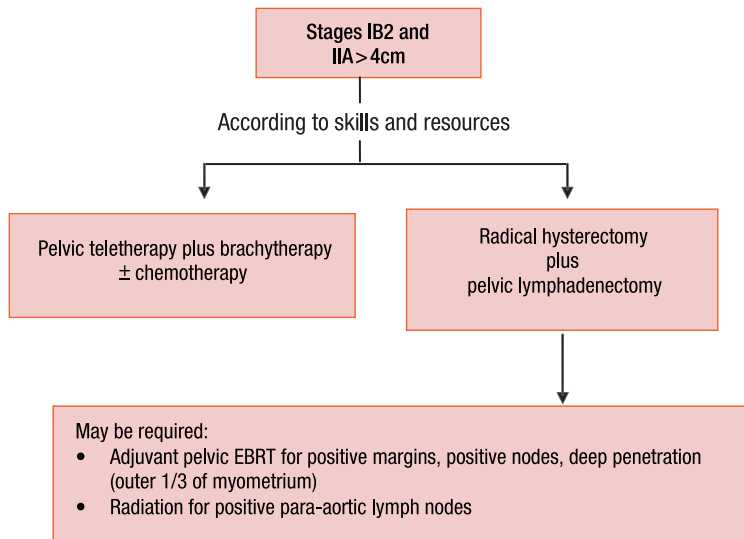 Stages IB2 and
IIA > 4cm
According to skills and resources
Pelvic teletherapy plus brachytherapy
± chemotherapy
Radical hysterectomy
plus
pelvic lymphadenectomy
May be required:
• Adjuvant pelvic EBRT for positive margins, positive nodes, deep penetration
(outer 1/3 of myometrium)
• Radiation for positive para-aortic lymph nodes